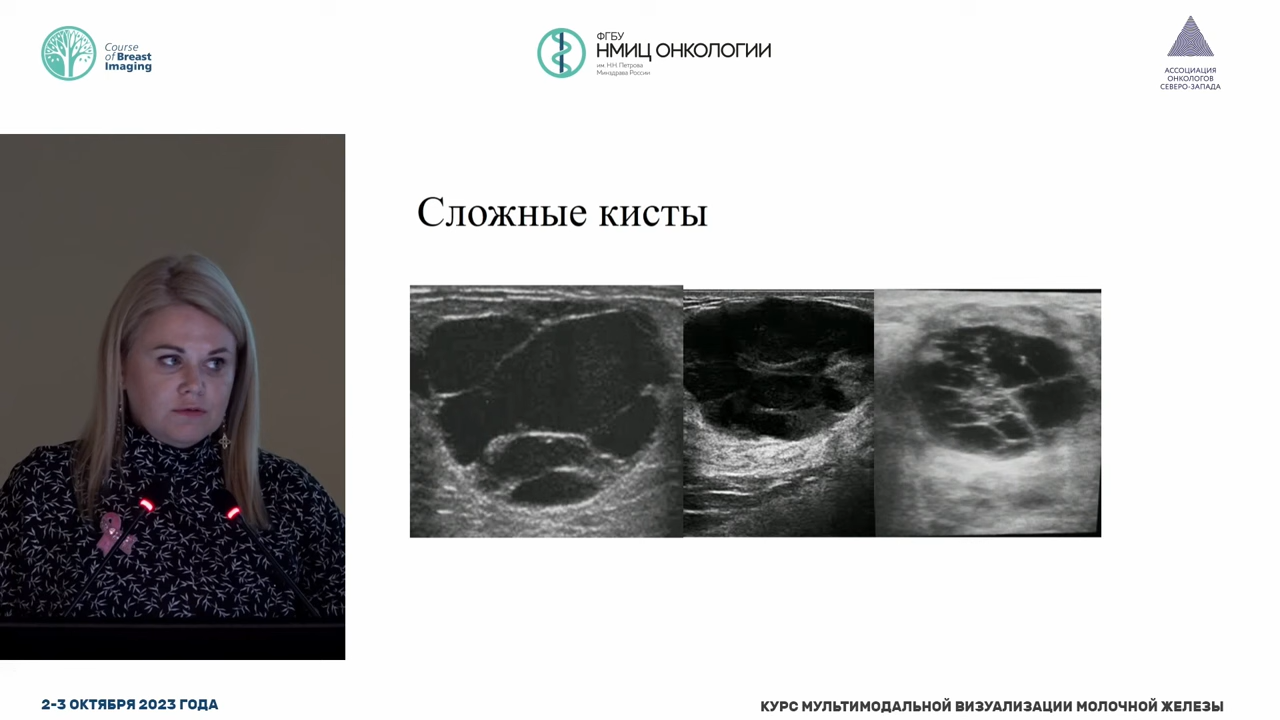 Course
of Breast
Imaging
ФГБУ
НМИЦ ОНКОЛОГИИ
им. Н.Н. Петрова
Минздрава России
АССОЦИАЦИЯ
ОНКОЛОГОВ
СЕВЕРО-ЗАПАДА
Сложные кисты
2-3 ОКТЯБРЯ 2023 ГОДА
КУРС МУЛЬТИМОДАЛЬНОЙ ВИЗУАЛИЗАЦИИ МОЛОЧНОЙ ЖЕЛЕЗЫ